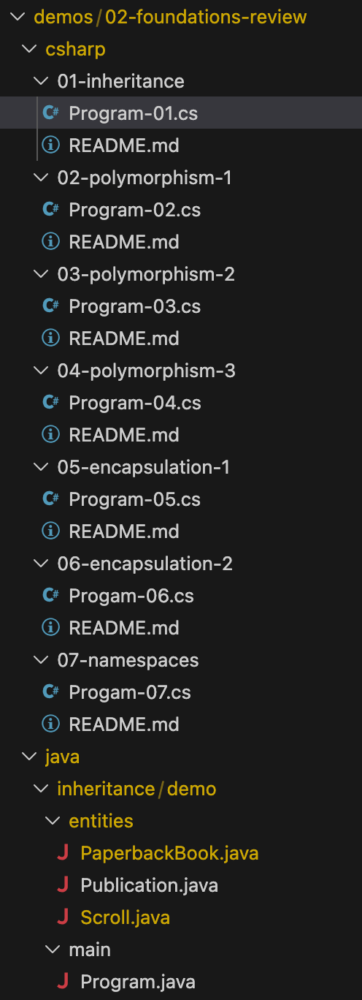 demos/02-foundations-review
csharp
01-inheritance
C# Program-01.cs
README.md
02-polymorphism-1
C# Program-02.cs
README.md
03-polymorphism-2
C# Program-03.cs
README.md
04-polymorphism-3
C# Program-04.cs
README.md
05-encapsulation-1
C# Program-05.cs
README.md
06-encapsulation-2
C# Progam-06.cs
README.md
07-namespaces
C# Progam-07.cs
README.md
java
inheritance/demo
entities
J PaperbackBook.java
J Publication.java
J Scroll.java
main
J Program.java